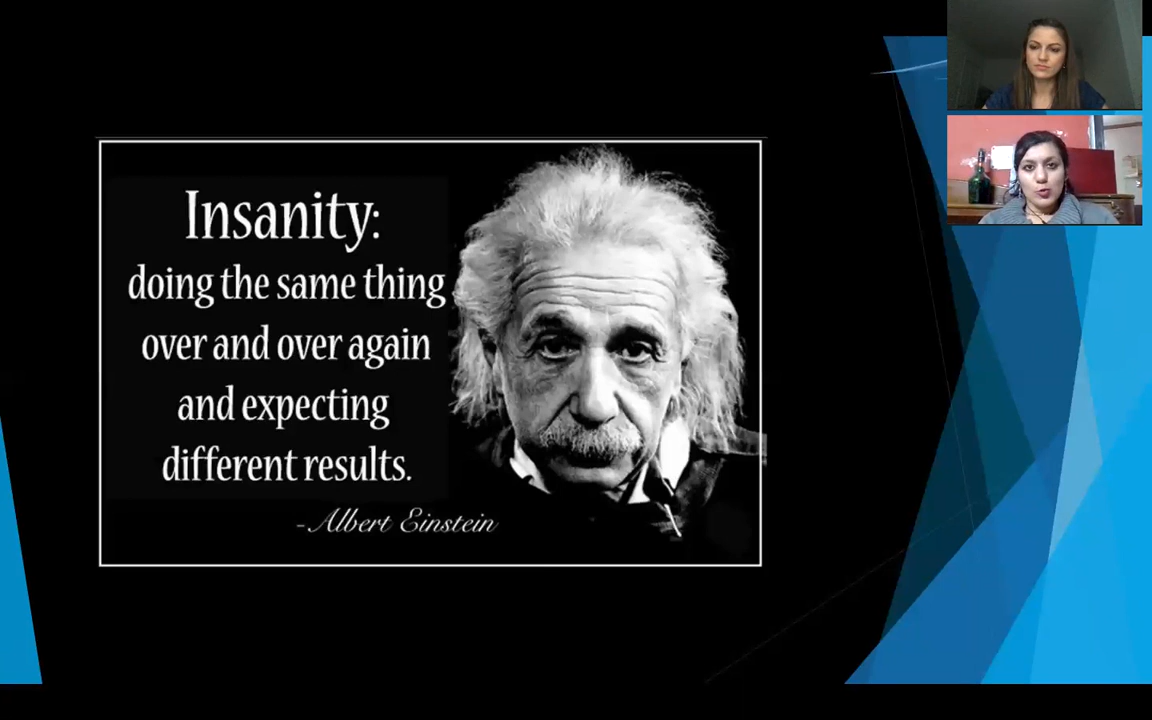 Insanity:
doing the same thing
over and over again
and expecting
different results.
-Albert Einstein